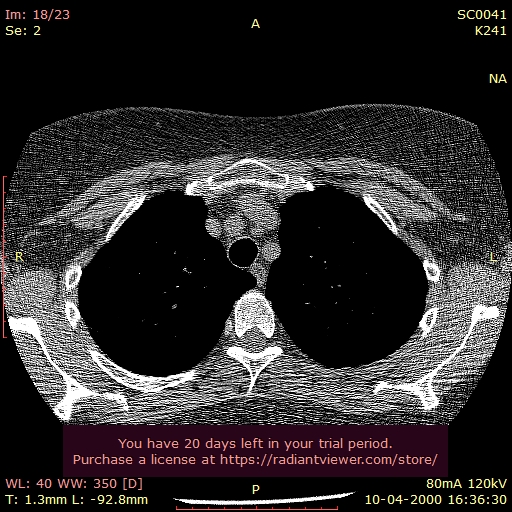 Im: 18/23
Se: 2
A
SC0041
K241
NA
R
L
You have 20 days left in your trial period.
Purchase a license at https://radiantviewer.com/store/
WL: 40 WW: 350 [D]
T: 1.3mm L: -92.8mm
P
80mA 120kV
10-04-2000 16:36:30